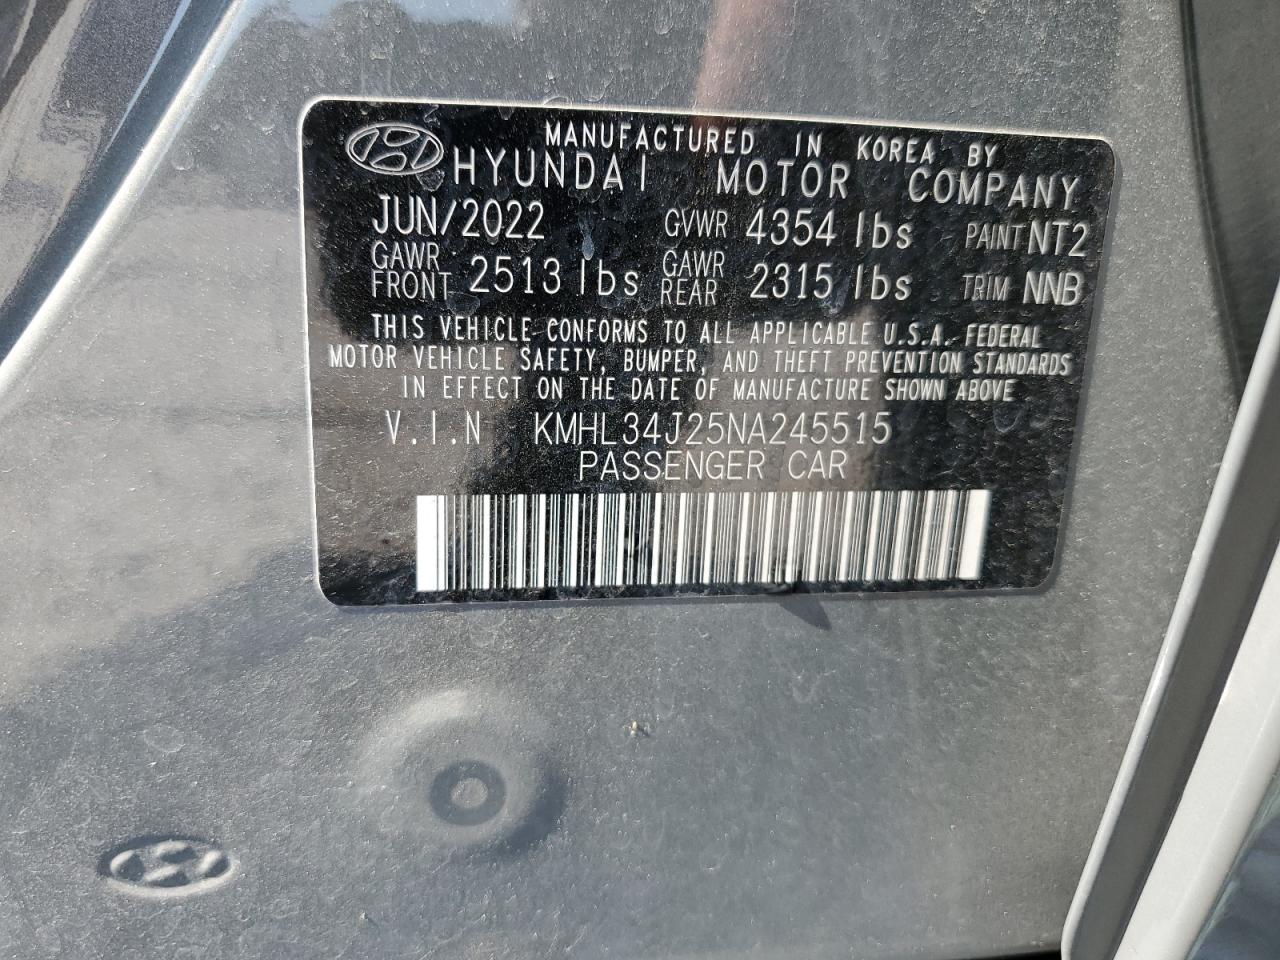 MANUFACTURED IN KOREA BY
HYUNDAI MOTOR COMPANY
JUN/2022 GVWR 4354 lbs PAINT NT2
GAWR FRONT 2513 lbs GAWR REAR 2315 lbs TRIM NNB
THIS VEHICLE CONFORMS TO ALL APPLICABLE U.S.A. FEDERAL
MOTOR VEHICLE SAFETY, BUMPER, AND THEFT PREVENTION STANDARDS
IN EFFECT ON THE DATE OF MANUFACTURE SHOWN ABOVE
V.I.N KMHL34J25NA245515
PASSENGER CAR